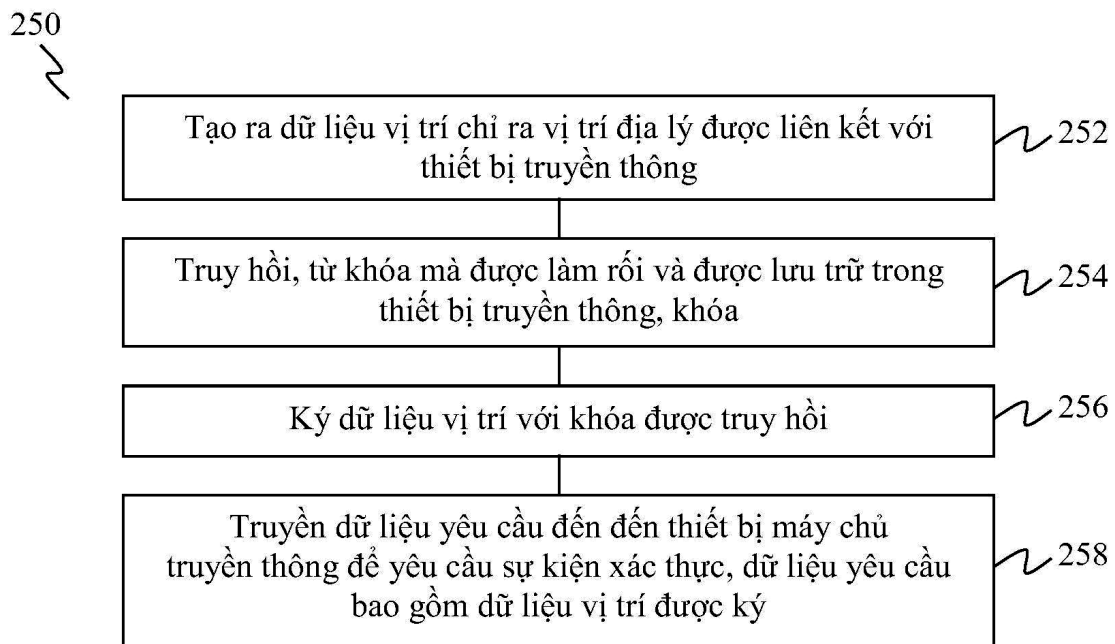 250
Tạo ra dữ liệu vị trí chỉ ra vị trí địa lý được liên kết với
thiết bị truyền thông
252
Truy hồi, từ khóa mà được làm rối và được lưu trữ trong
thiết bị truyền thông, khóa
254
Ký dữ liệu vị trí với khóa được truy hồi
256
Truyền dữ liệu yêu cầu đến đến thiết bị máy chủ
truyền thông để yêu cầu sự kiện xác thực, dữ liệu yêu cầu
bao gồm dữ liệu vị trí được ký
258